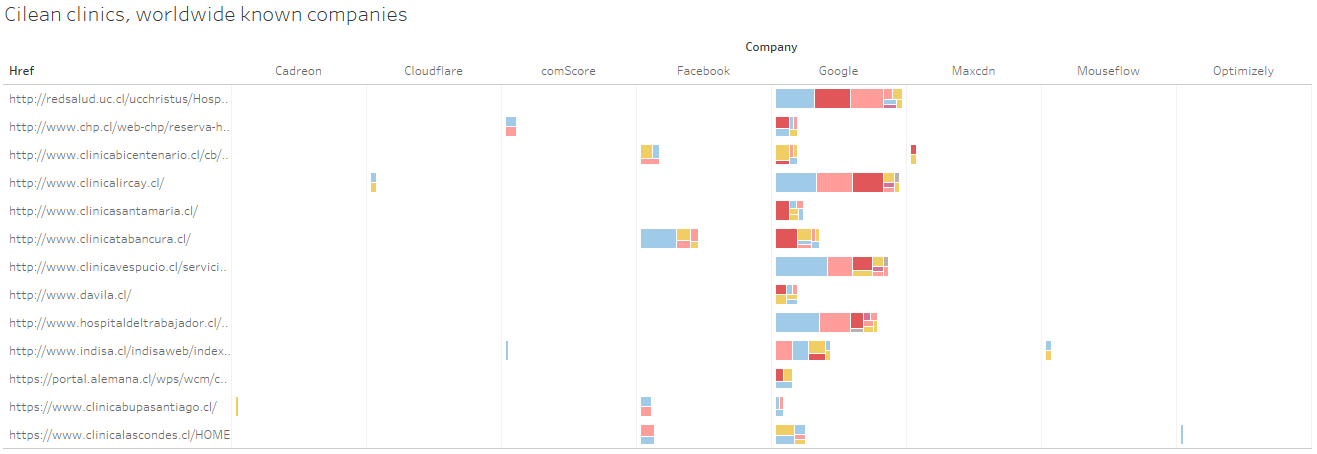 Cilean clinics, worldwide known companies
Company
Href Cadreon Cloudflare comScore Facebook Google Maxcdn Mouseflow Optimizely
http://redsalud.uc.cl/ucchristus/Hosp..
http://www.chp.cl/web-chp/reserva-h..
http://www.clinicabicentenario.cl/cb/..
http://www.clinicalircay.cl/
http://www.clinicasantamaria.cl/
http://www.clinicatabancura.cl/
http://www.clinicavespucio.cl/servici..
http://www.davila.cl/
http://www.hospitaldeltrabajador.cl/..
http://www.indisa.cl/indisaweb/index..
https://portal.alemana.cl/wps/wcm/c..
https://www.clinicabupasantiago.cl/
https://www.clinicalascondes.cl/HOME